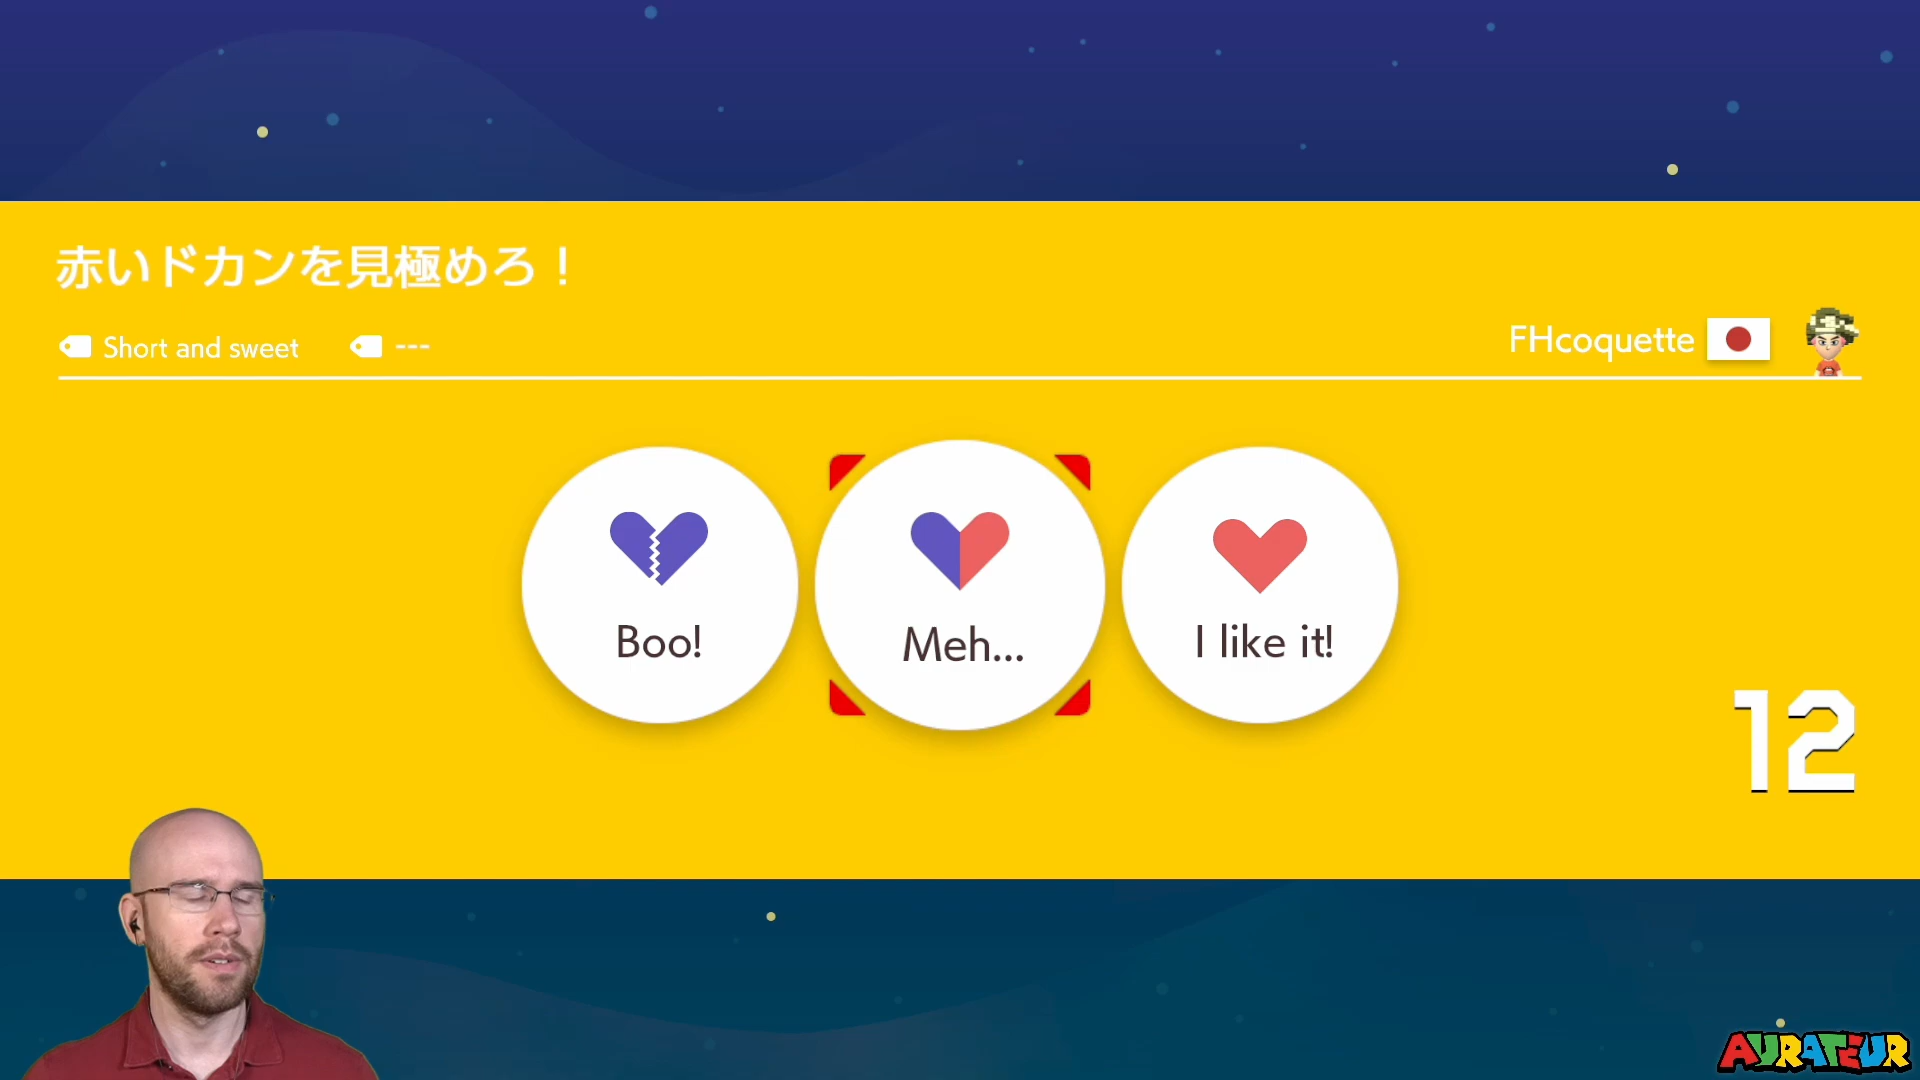 赤いドカンを見極めろ！
Short and sweet
---
FHcoquette
Boo!
Meh...
I like it!
12
AURATEUR